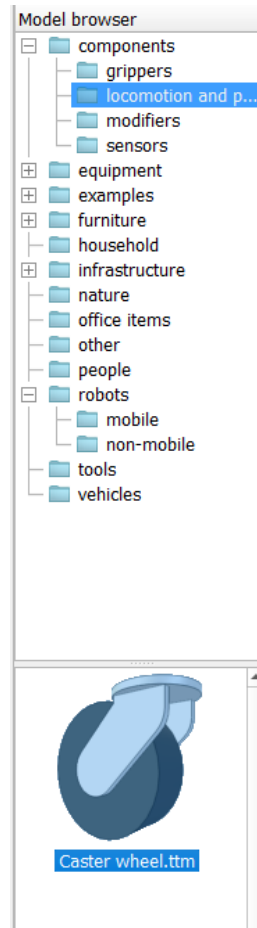 Model browser
components
grippers
locomotion and p...
modifiers
sensors
equipment
examples
furniture
household
infrastructure
nature
office items
other
people
robots
mobile
non-mobile
tools
vehicles
Caster wheel.ttm